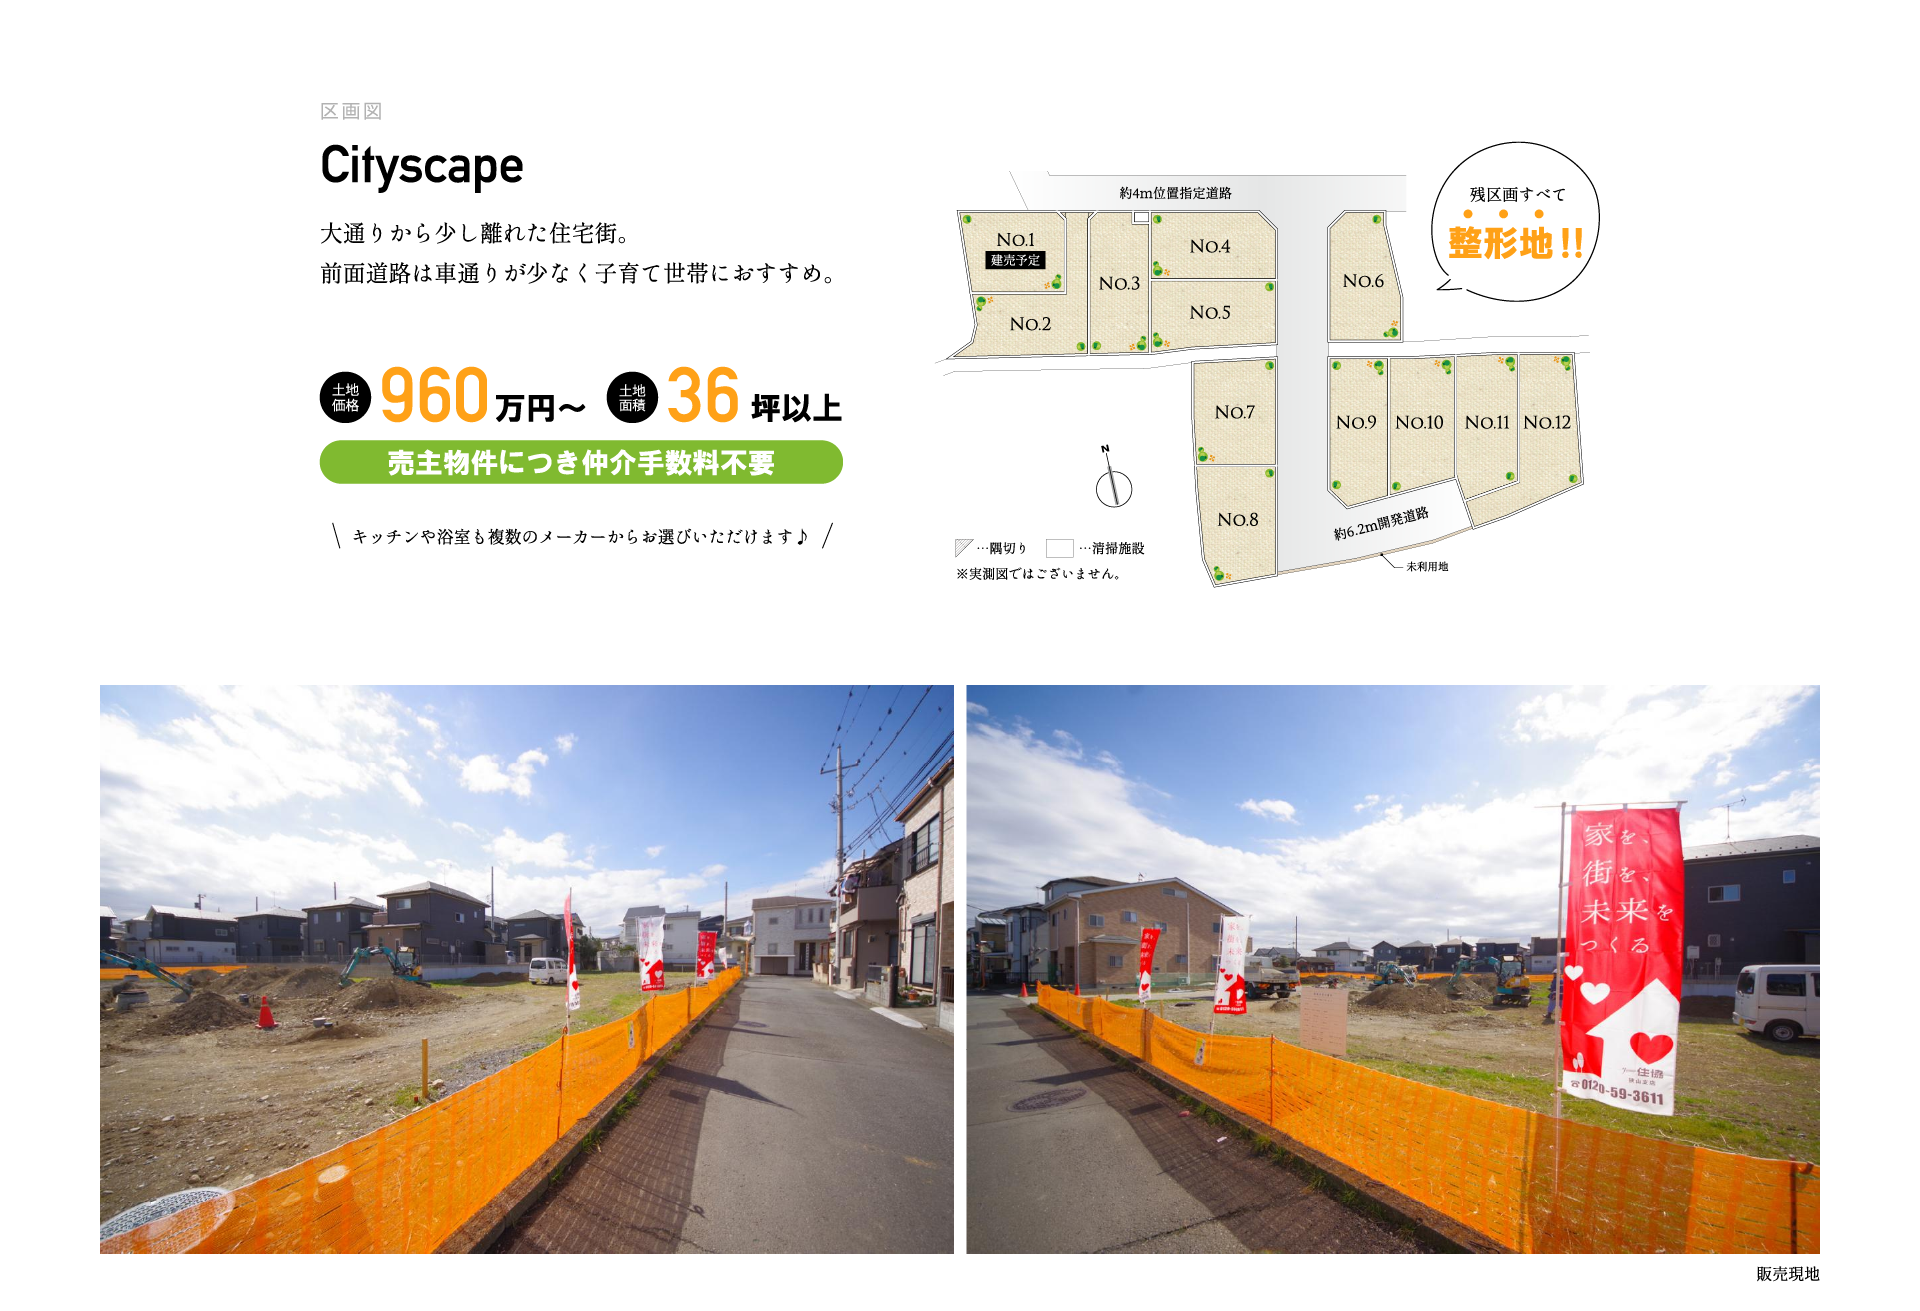 区画図
Cityscape
大通りから少し離れた住宅街。
前面道路は車通りが少なく子育て世帯におすすめ。
土地価格 960万円～ 土地面積 36坪以上
売主物件につき仲介手数料不要
\ キッチンや浴室も複数のメーカーからお選びいただけます♪ /
約4m位置指定道路
残区画すべて
整形地!!
No.1
建売予定
No.2
No.3
No.4
No.5
No.6
No.7
No.8
No.9
No.10
No.11
No.12
約6.2m開発道路
未利用地
N
…隅切り …清掃施設
※実測図ではございません。
家を、
街を、
未来を
つくる
住協
狭山支店
☎0120-59-3611
販売現地